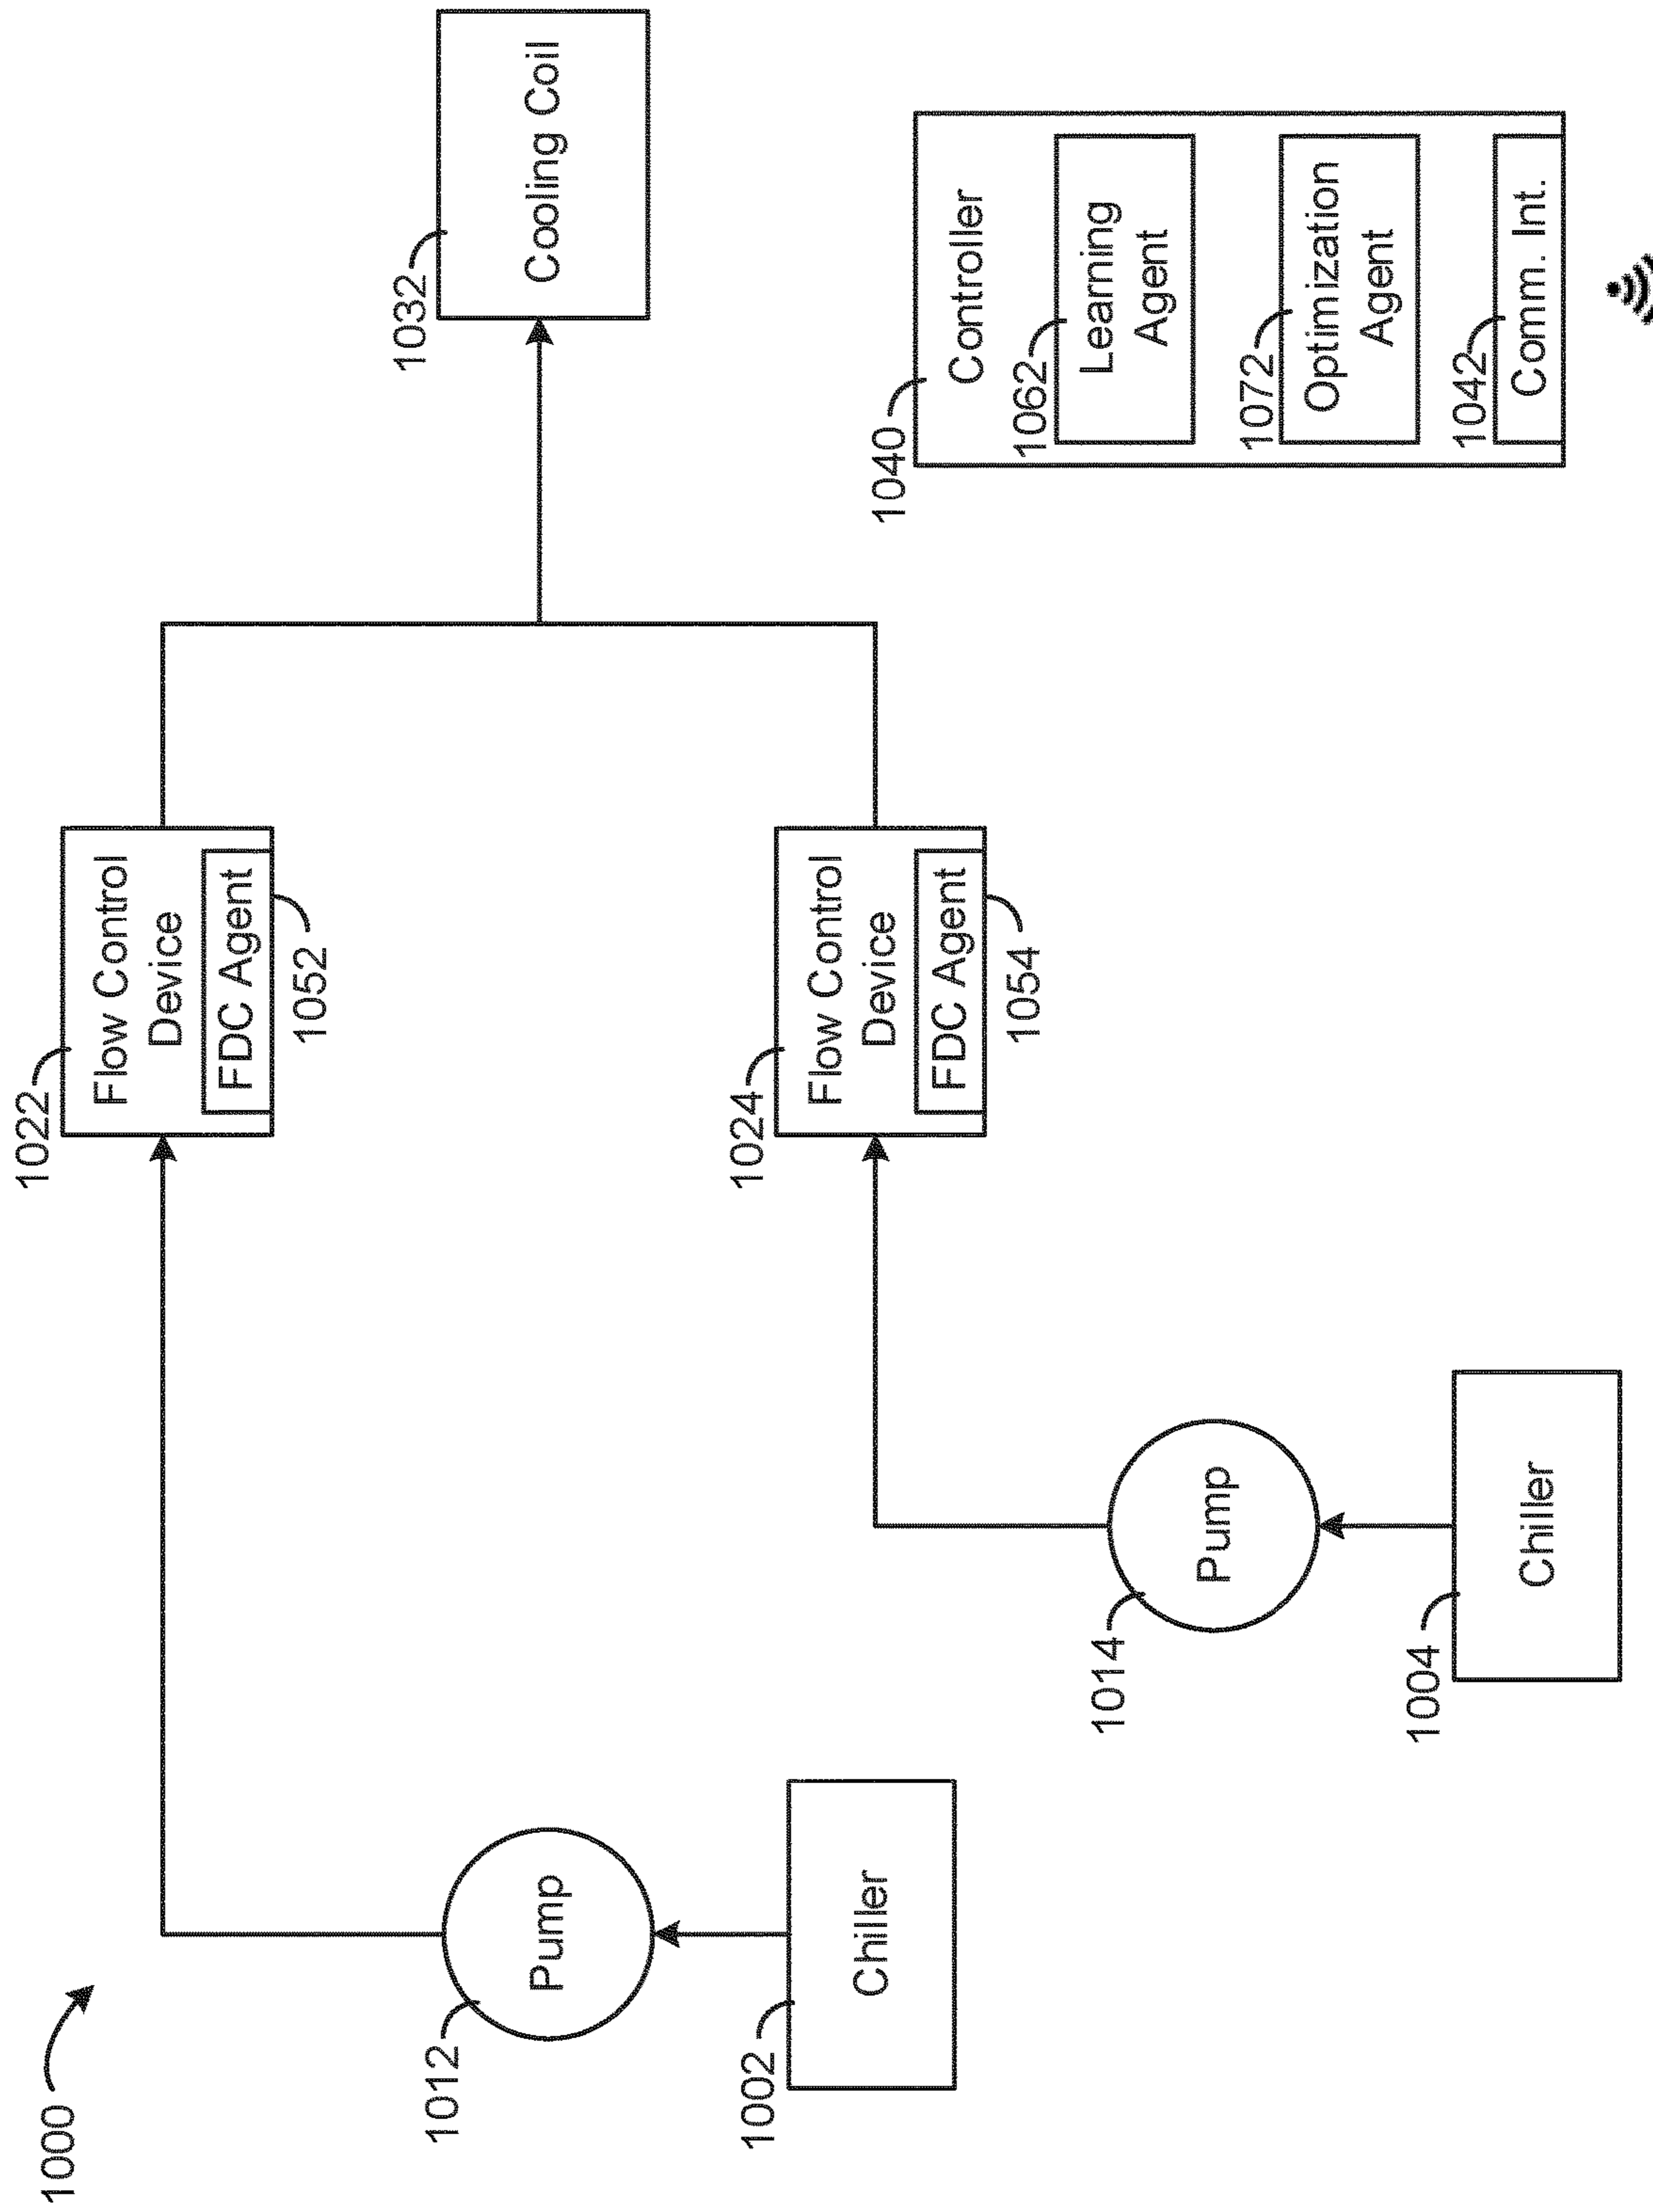 1000
1022
Flow Control
Device
FDC Agent
1052
1032
Cooling Coil
1012
Pump
1002
Chiller
1024
Flow Control
Device
FDC Agent
1054
1014
Pump
1004
Chiller
1040
Controller
1062
Learning
Agent
1072
Optimization
Agent
1042
Comm. Int.